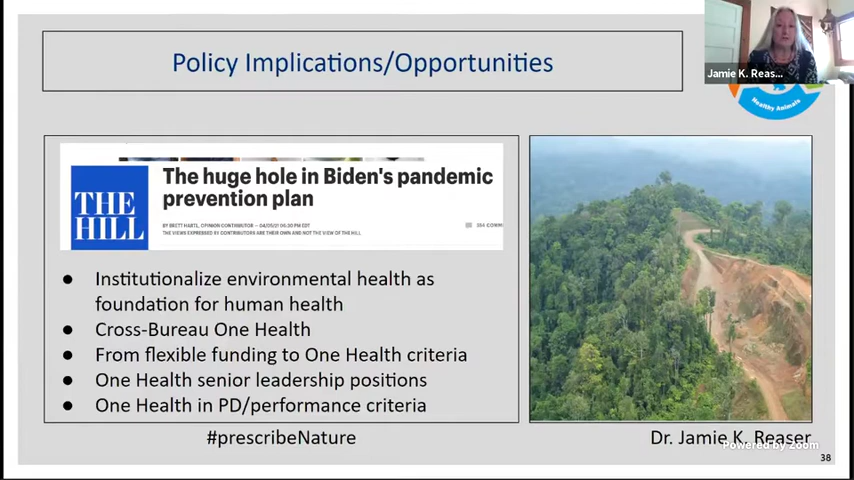 Policy Implications/Opportunities
Jamie K. Reas...
Healthy Animals
THE
HILL
The huge hole in Biden's pandemic
prevention plan
BY BRETT HARTL, OPINION CONTRIBUTOR - 04/05/21 06:30 PM EDT
THE VIEWS EXPRESSED BY CONTRIBUTORS ARE THEIR OWN AND NOT THE VIEW OF THE HILL
● Institutionalize environmental health as
foundation for human health
● Cross-Bureau One Health
● From flexible funding to One Health criteria
● One Health senior leadership positions
● One Health in PD/performance criteria
#prescribeNature
Dr. Jamie K. Reaser
Powered by Zoom
38